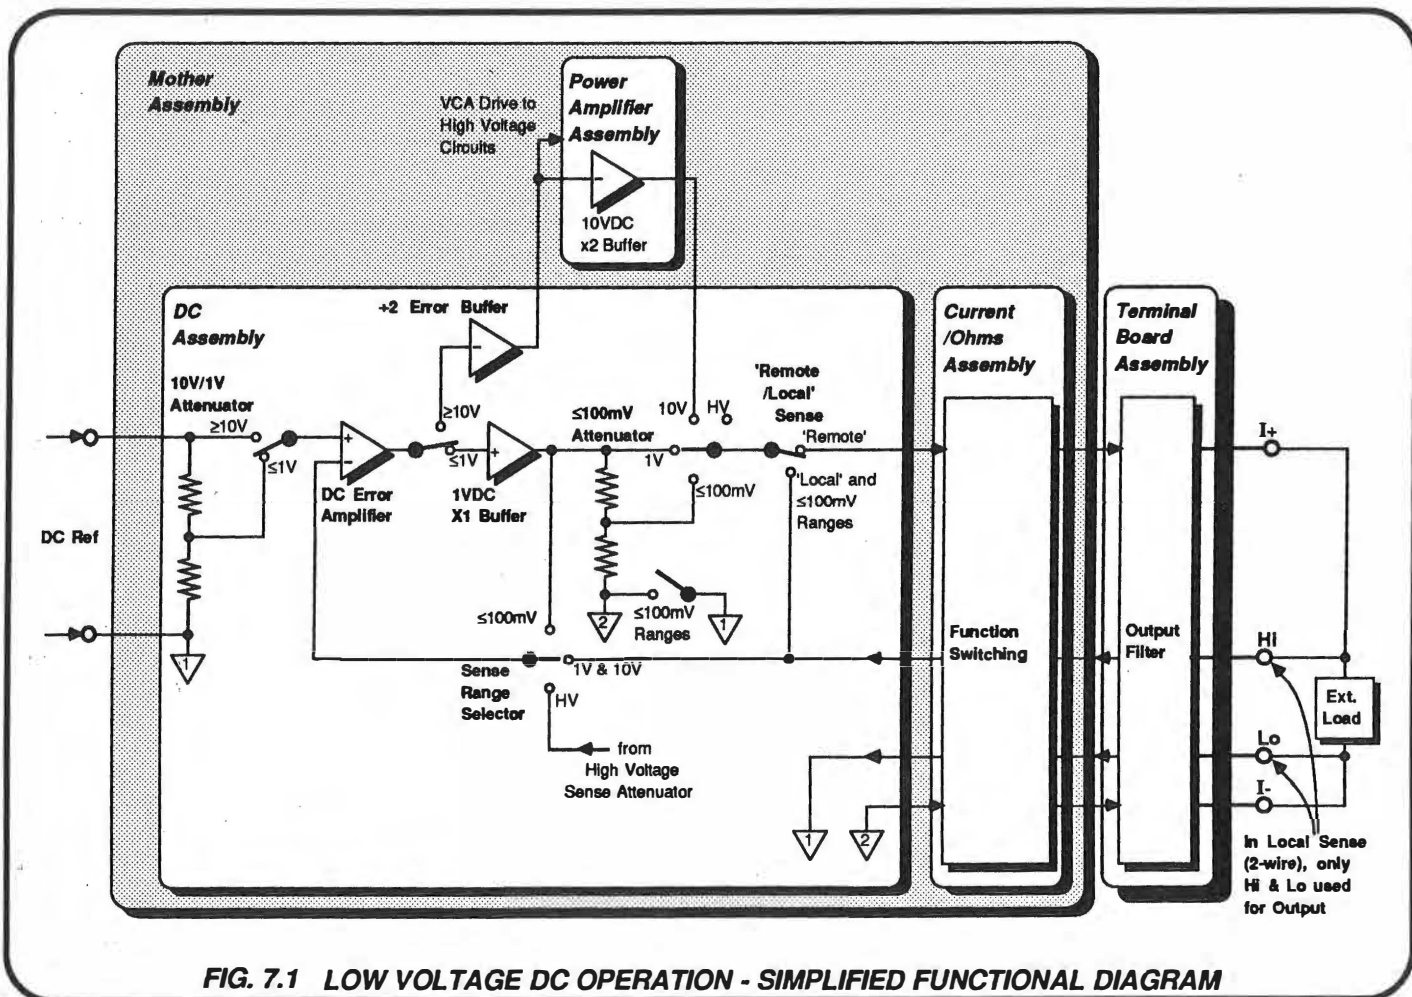 Mother
Assembly
VCA Drive to
High Voltage
Circuits
Power
Amplifier
Assembly
−
10VDC
x2 Buffer
DC
Assembly
÷2 Error Buffer
−
10V/1V
Attenuator
≥10V
≤1V
+
−
DC Error
Amplifier
≥10V
≤1V
+
1VDC
X1 Buffer
≤100mV
Attenuator
10V
HV
1V
≤100mV
'Remote
/Local'
Sense
'Remote'
'Local' and
≤100mV
Ranges
DC Ref
1
2
≤100mV
Ranges
1
≤100mV
Sense
Range
Selector
1V & 10V
HV
from
High Voltage
Sense Attenuator
1
2
Current
/Ohms
Assembly
Function
Switching
Terminal
Board
Assembly
Output
Filter
I+
Hi
Ext.
Load
Lo
I-
In Local Sense
(2-wire), only
Hi & Lo used
for Output
FIG. 7.1 LOW VOLTAGE DC OPERATION - SIMPLIFIED FUNCTIONAL DIAGRAM